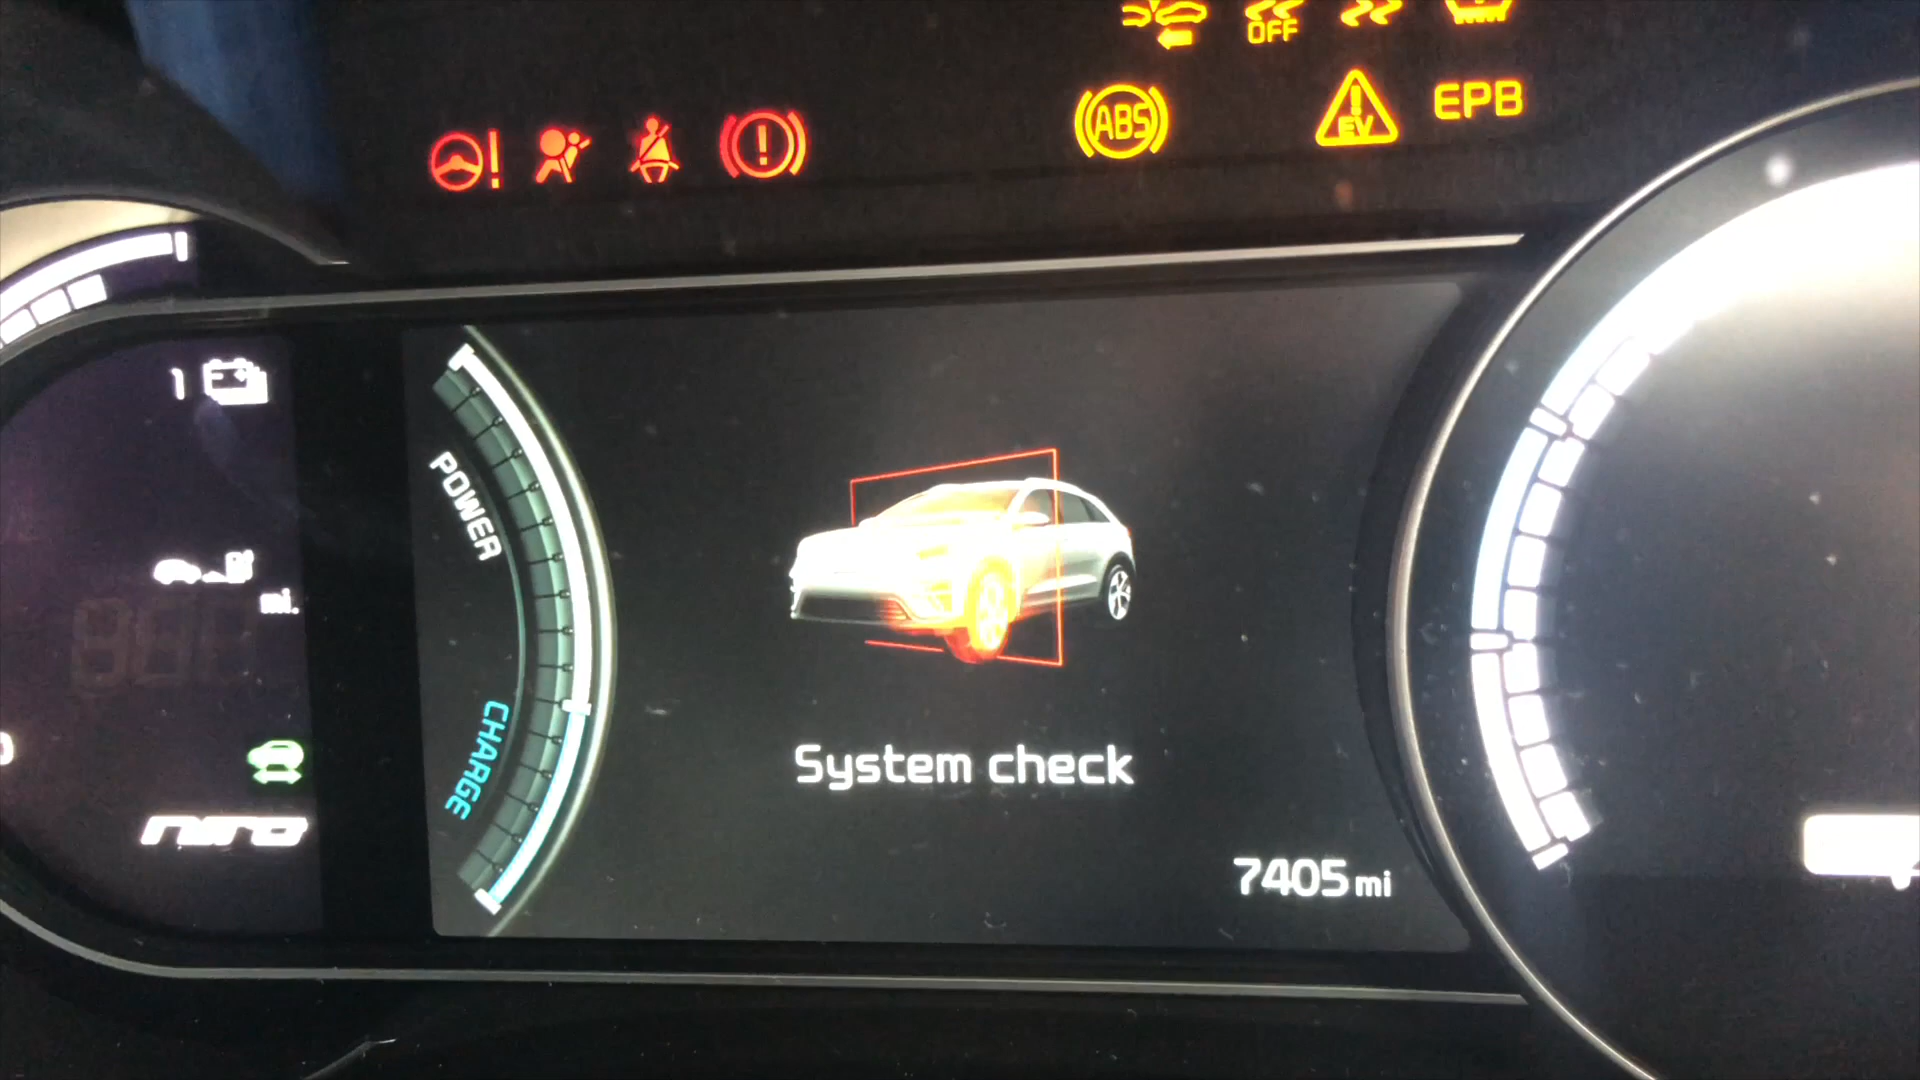 OFF
ABS
EV
EPB
1
POWER
mi.
CHARGE
System check
niro
7405 mi